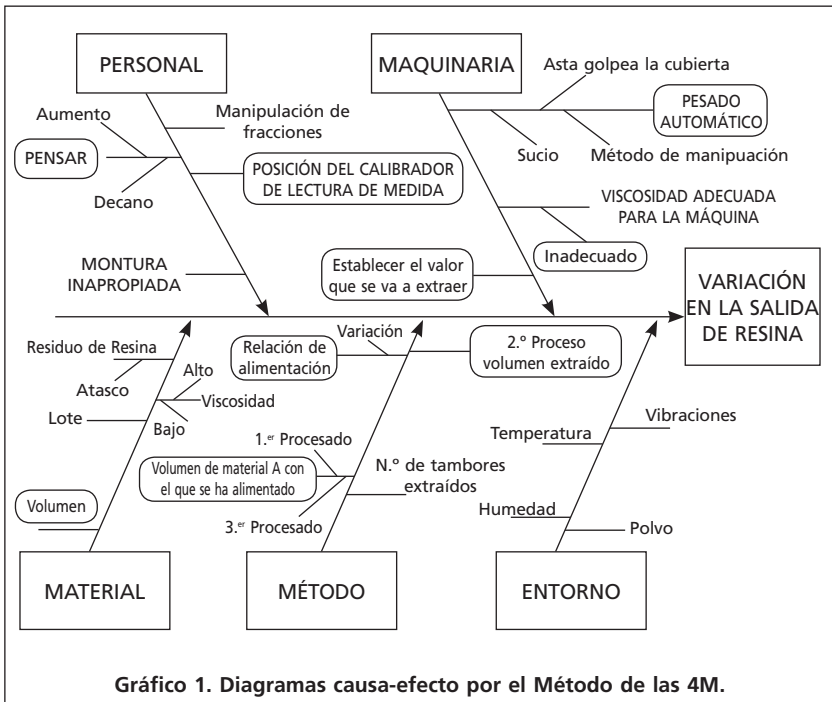 PERSONAL
MAQUINARIA
Asta golpea la cubierta
Aumento
Manipulación de
fracciones
PESADO
AUTOMÁTICO
PENSAR
Sucio
Método de manipuación
POSICIÓN DEL CALIBRADOR
DE LECTURA DE MEDIDA
Decano
VISCOSIDAD ADECUADA
PARA LA MÁQUINA
MONTURA
INAPROPIADA
Establecer el valor
que se va a extraer
Inadecuado
VARIACIÓN
EN LA SALIDA
DE RESINA
Residuo de Resina
Atasco
Alto
Viscosidad
Lote
Bajo
Volumen
Relación de
alimentación
Variación
2.º Proceso
volumen extraído
1.er Procesado
Volumen de material A con
el que se ha alimentado
3.er Procesado
N.º de tambores
extraídos
Temperatura
Vibraciones
Humedad
Polvo
MATERIAL
MÉTODO
ENTORNO
Gráfico 1. Diagramas causa-efecto por el Método de las 4M.